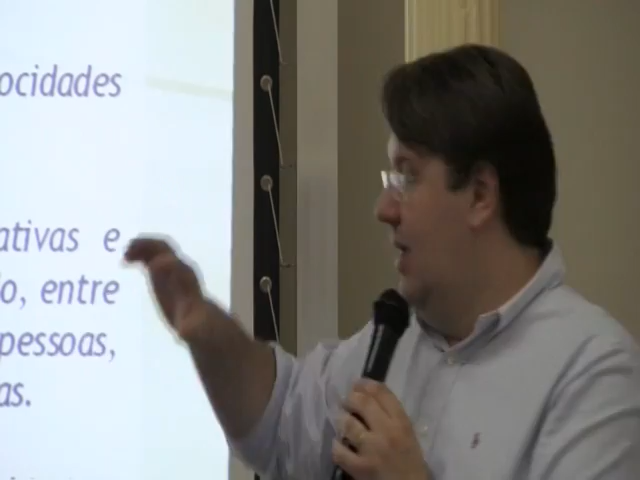 ocidades
ativas e
o, entre
pessoas,
as.